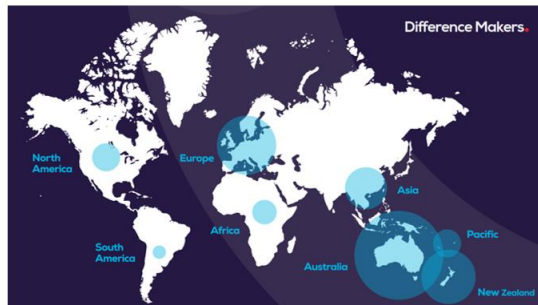 Difference Makers.
North
America
Europe
Asia
Africa
South
America
Pacific
Australia
New Zealand